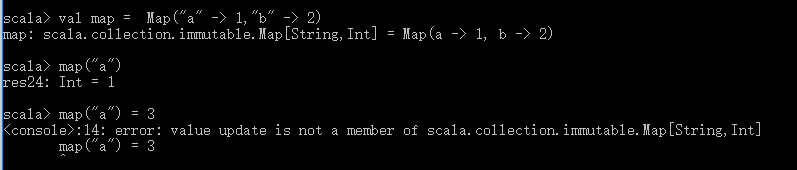 scala> val map =  Map("a" -> 1,"b" -> 2)
map: scala.collection.immutable.Map[String,Int] = Map(a -> 1, b -> 2)
scala> map("a")
res24: Int = 1
scala> map("a") = 3
<console>:14: error: value update is not a member of scala.collection.immutable.Map[String,Int]
       map("a") = 3
       ^